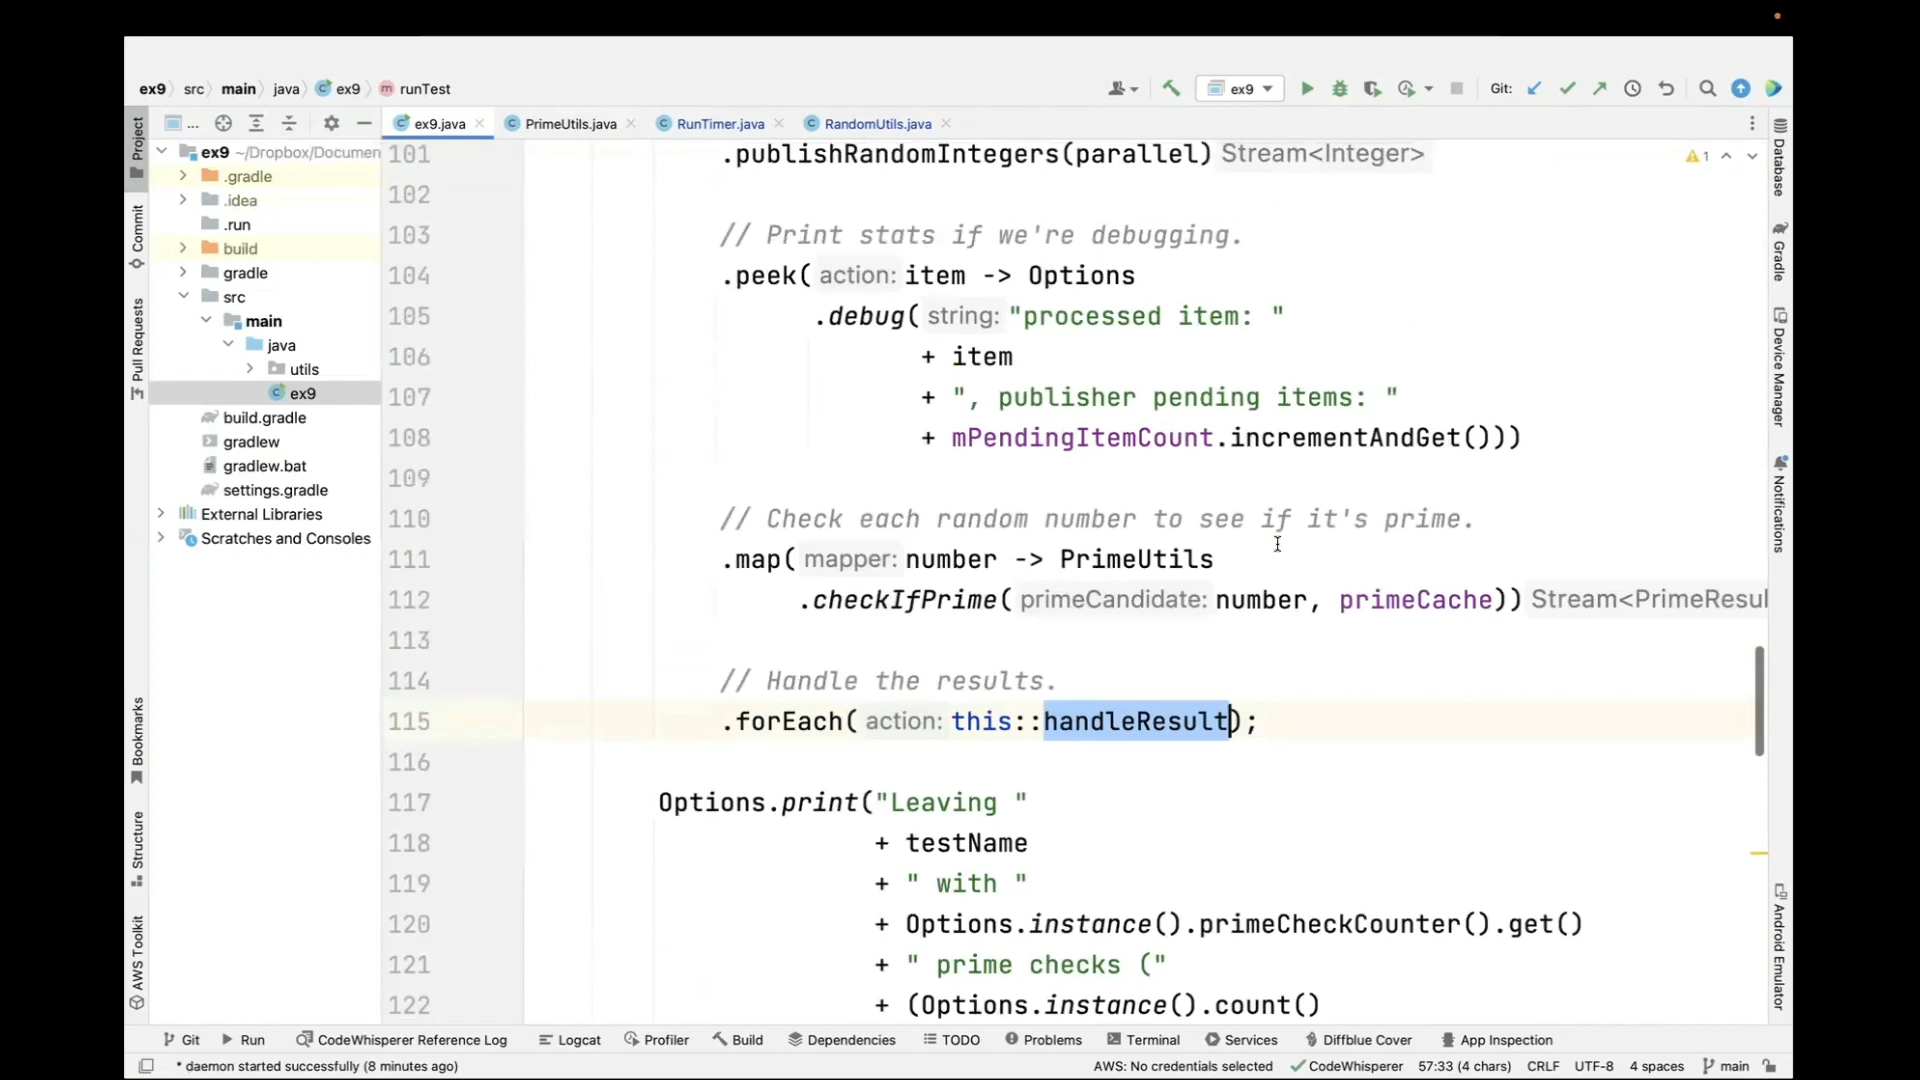 ex9 src main java ex9 runTest
ex9
Git:
...
ex9.java
PrimeUtils.java
RunTimer.java
RandomUtils.java
Project
Commit
Pull Requests
Bookmarks
Structure
AWS Toolkit
ex9 ~/Dropbox/Documen
.gradle
.idea
.run
build
gradle
src
main
java
utils
ex9
build.gradle
gradlew
gradlew.bat
settings.gradle
External Libraries
Scratches and Consoles
101 .publishRandomIntegers(parallel) Stream<Integer>
102
103 // Print stats if we're debugging.
104 .peek( action: item -> Options
105 .debug( string: "processed item: "
106 + item
107 + ", publisher pending items: "
108 + mPendingItemCount.incrementAndGet()))
109
110 // Check each random number to see if it's prime.
111 .map( mapper: number -> PrimeUtils
112 .checkIfPrime( primeCandidate: number, primeCache)) Stream<PrimeResul
113
114 // Handle the results.
115 .forEach( action: this::handleResult);
116
117 Options.print("Leaving "
118 + testName
119 + " with "
120 + Options.instance().primeCheckCounter().get()
121 + " prime checks ("
122 + (Options.instance().count()
1
Database
Gradle
Device Manager
Notifications
Android Emulator
Git Run CodeWhisperer Reference Log Logcat Profiler Build Dependencies TODO Problems Terminal Services Diffblue Cover App Inspection
* daemon started successfully (8 minutes ago) AWS: No credentials selected CodeWhisperer 57:33 (4 chars) CRLF UTF-8 4 spaces main